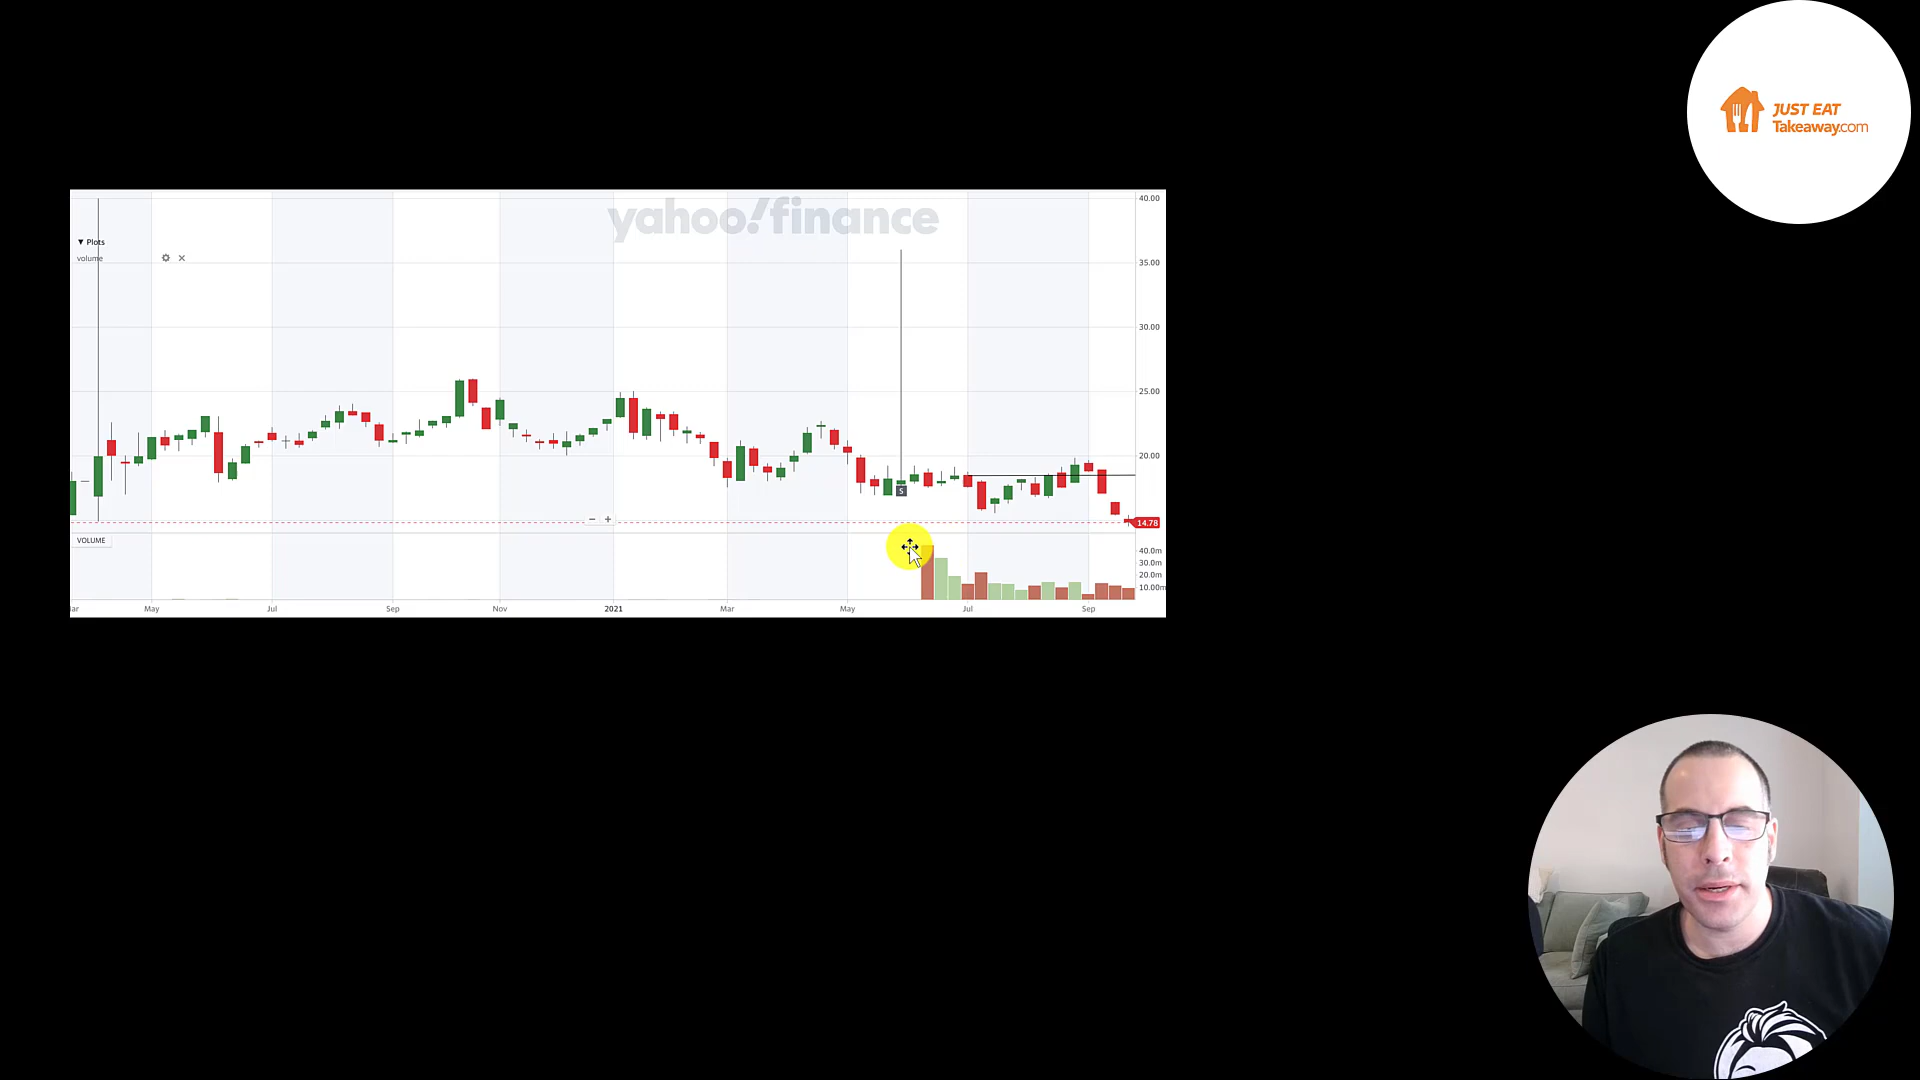 JUST EAT
Takeaway.com
yahoo!finance
40.00
▼ Plots
volume
35.00
30.00
25.00
20.00
S
14.78
VOLUME
40.0m
30.0m
20.0m
10.00m
ar
May
Jul
Sep
Nov
2021
Mar
May
Jul
Sep